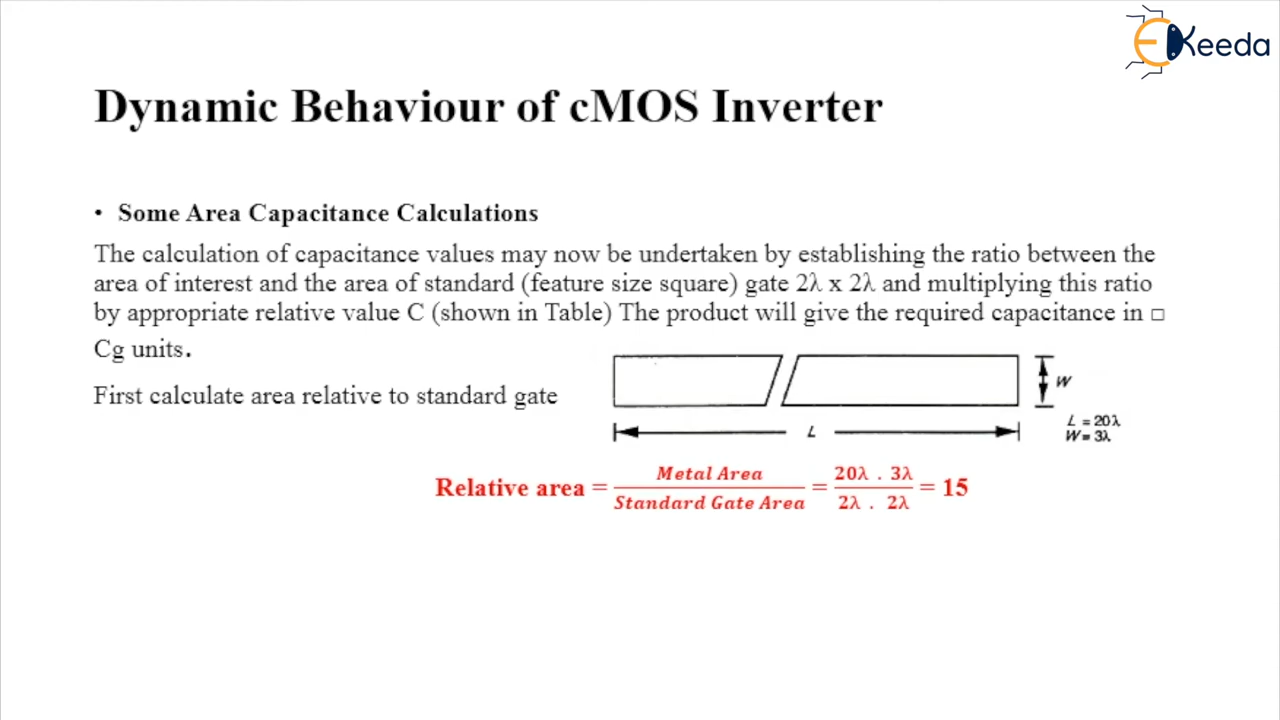 EKeeda
Dynamic Behaviour of cMOS Inverter
• Some Area Capacitance Calculations
The calculation of capacitance values may now be undertaken by establishing the ratio between the
area of interest and the area of standard (feature size square) gate 2λ x 2λ and multiplying this ratio
by appropriate relative value C (shown in Table) The product will give the required capacitance in □
Cg units.
First calculate area relative to standard gate
W
L
L = 20λ
W = 3λ
Relative area = Metal Area / Standard Gate Area = 20λ . 3λ / 2λ . 2λ = 15